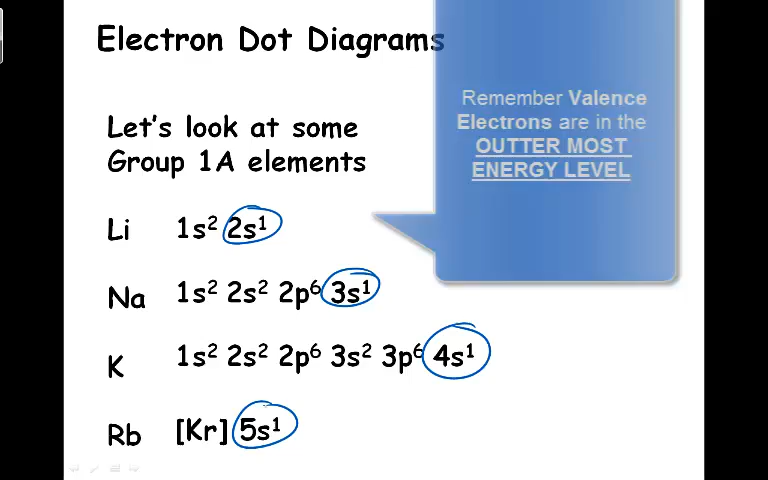 Electron Dot Diagrams
Remember Valence
Electrons are in the
OUTTER MOST
ENERGY LEVEL
Let's look at some
Group 1A elements
Li 1s² 2s¹
Na 1s² 2s² 2p⁶ 3s¹
K 1s² 2s² 2p⁶ 3s² 3p⁶ 4s¹
Rb [Kr] 5s¹